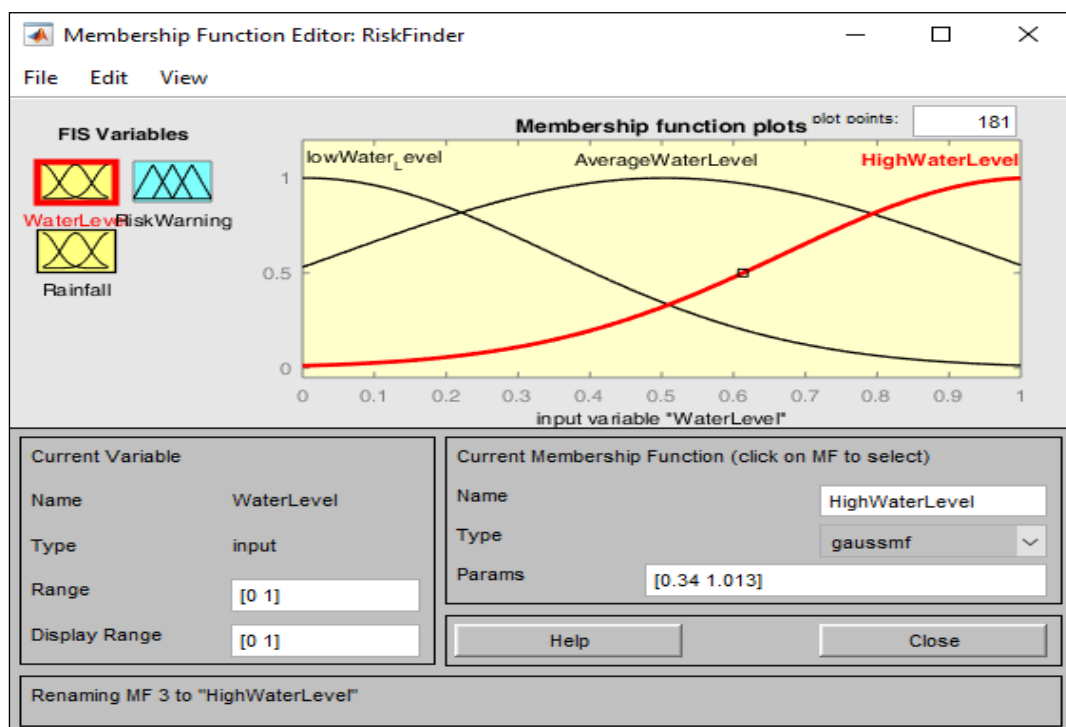 Membership Function Editor: RiskFinder
File Edit View
FIS Variables
WaterLevel RiskWarning
Rainfall
Membership function plots plot points: 181
lowWater_Level AverageWaterLevel HighWaterLevel
1
0.5
0
0 0.1 0.2 0.3 0.4 0.5 0.6 0.7 0.8 0.9 1
input variable "WaterLevel"
Current Variable
Name WaterLevel
Type input
Range [0 1]
Display Range [0 1]
Current Membership Function (click on MF to select)
Name HighWaterLevel
Type gaussmf
Params [0.34 1.013]
Help Close
Renaming MF 3 to "HighWaterLevel"